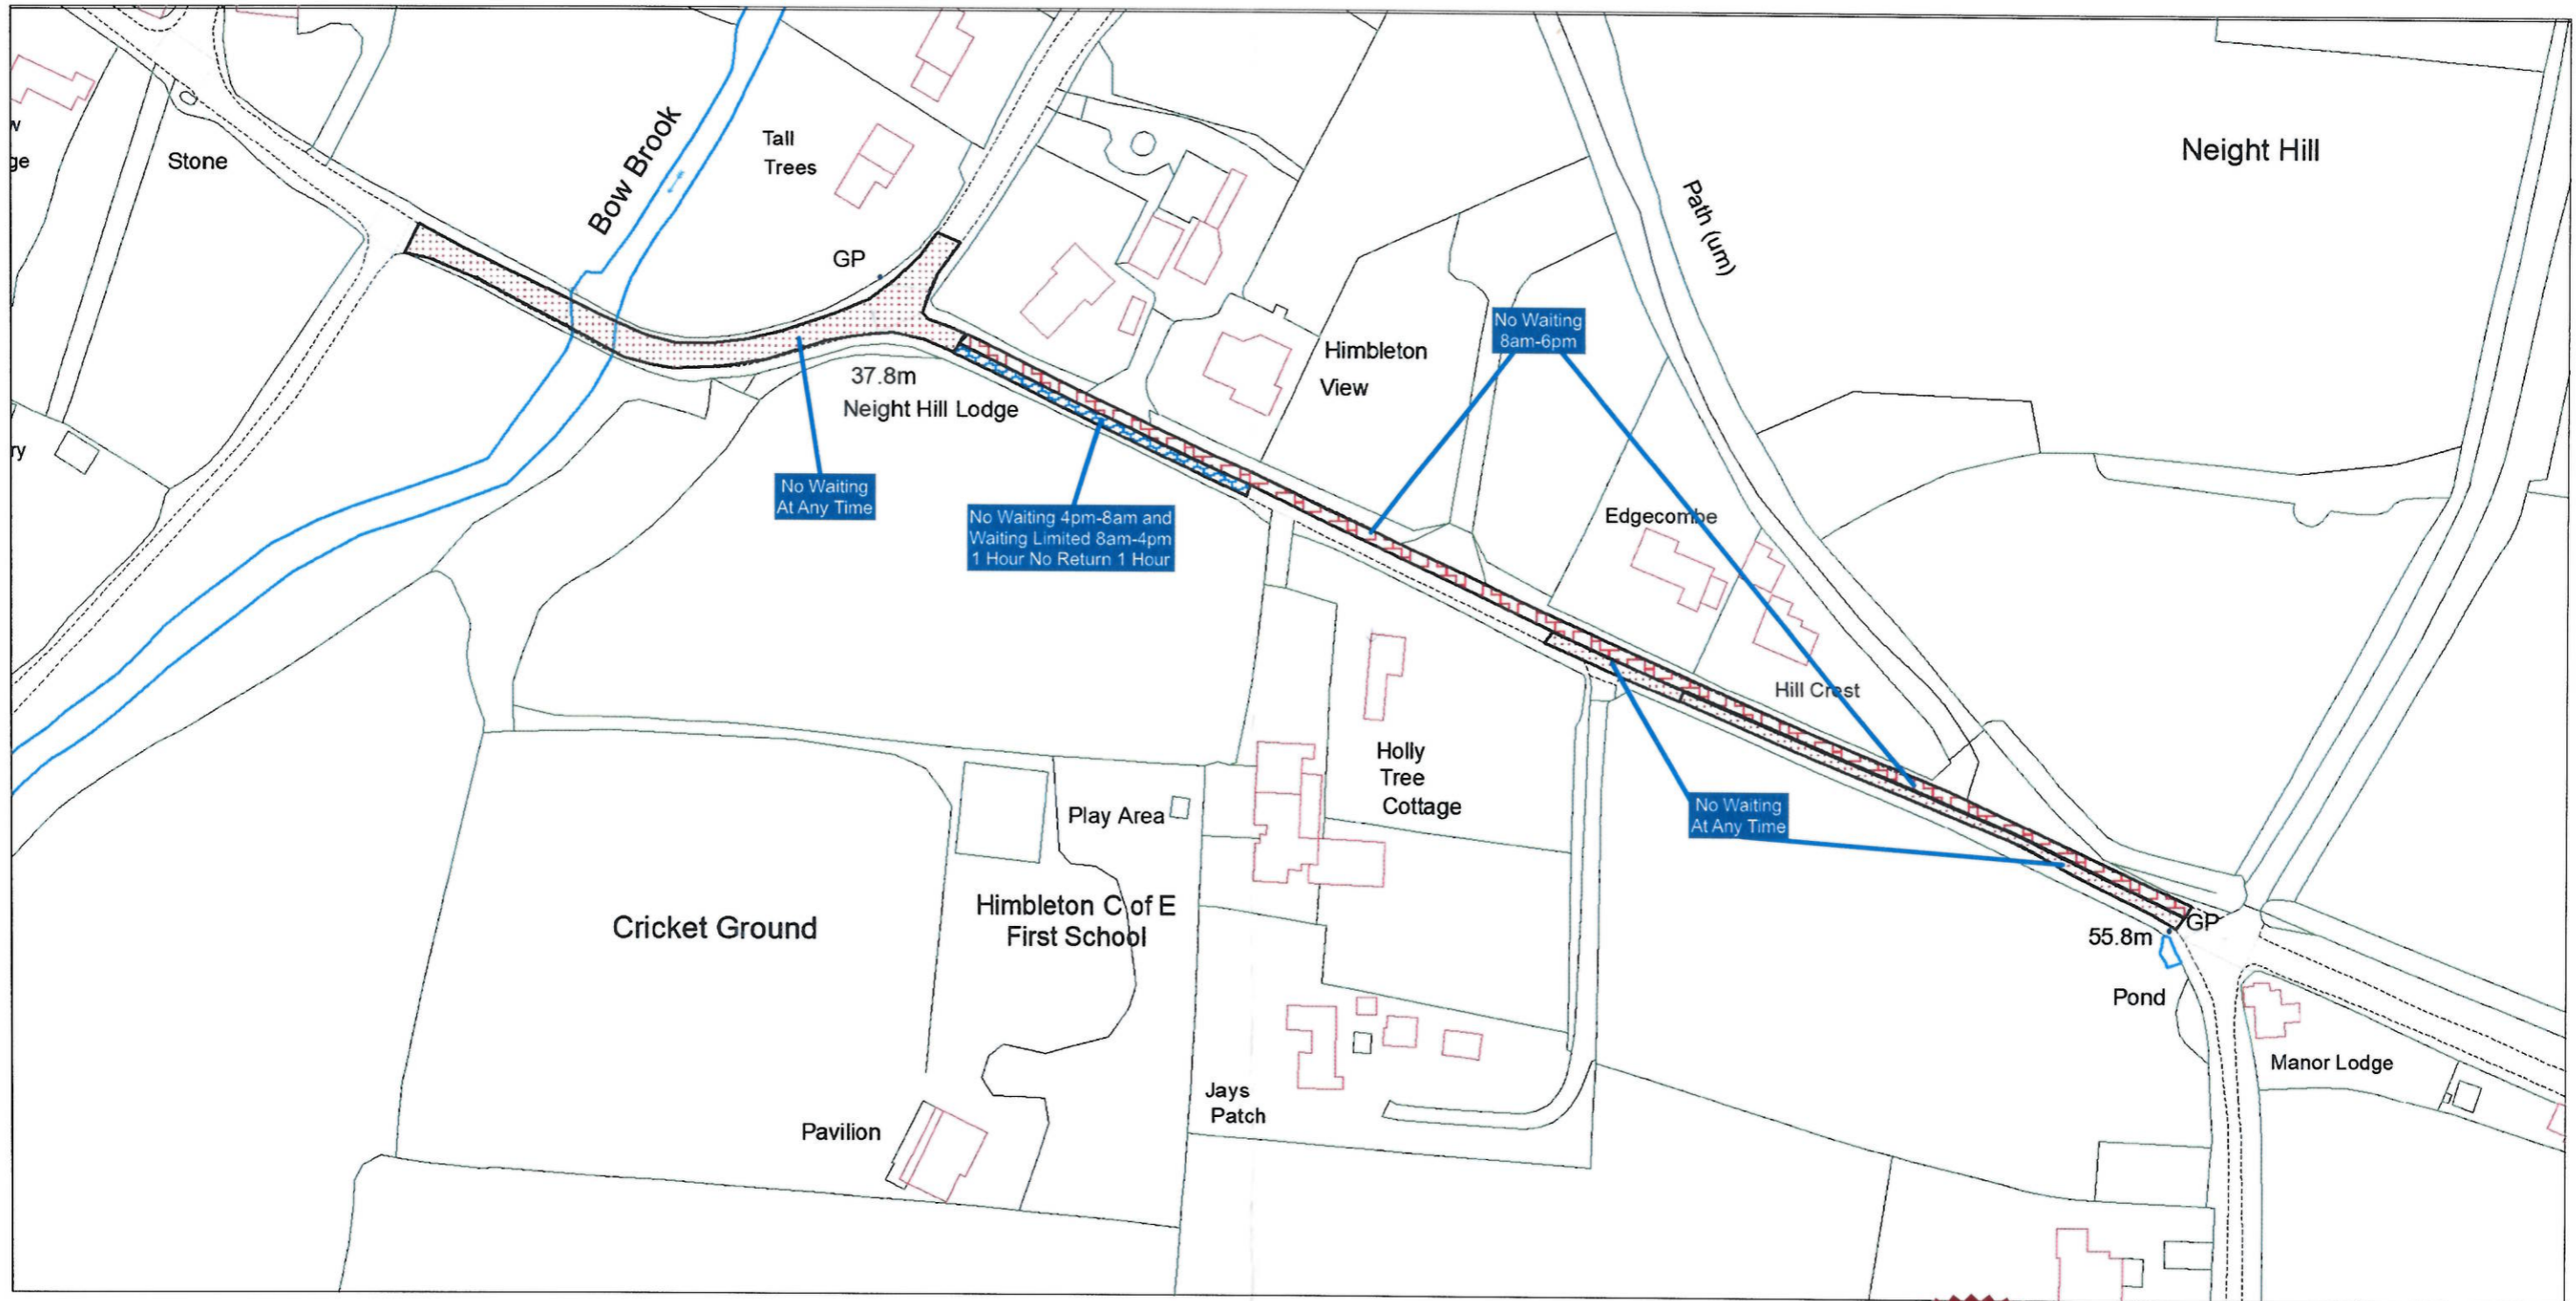 w
ge
Stone
Bow Brook
Tall
Trees
GP
Neight Hill
Path (um)
Himbleton
View
No Waiting
8am-6pm
37.8m
Neight Hill Lodge
ry
No Waiting
At Any Time
No Waiting 4pm-8am and
Waiting Limited 8am-4pm
1 Hour No Return 1 Hour
Edgecombe
Hill Crest
Holly
Tree
Cottage
Play Area
No Waiting
At Any Time
Cricket Ground
Himbleton C of E
First School
GP
55.8m
Pond
Manor Lodge
Jays
Patch
Pavilion